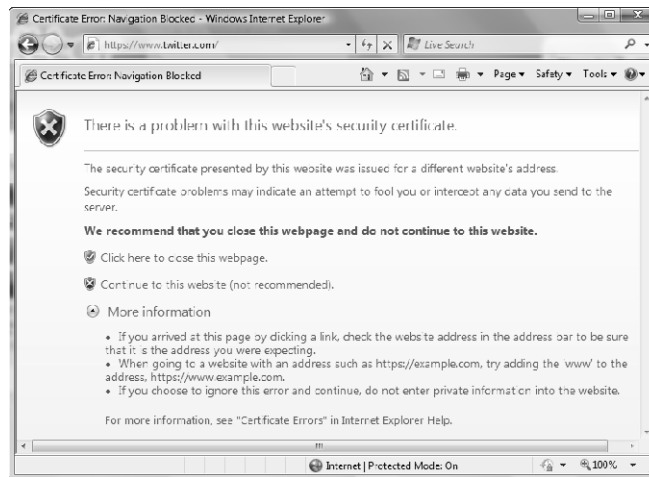 Certificate Error: Navigation Blocked - Windows Internet Explorer
https://www.twitter.com/
Live Search
Certificate Error: Navigation Blocked
Page Safety Tools
There is a problem with this website's security certificate.
The security certificate presented by this website was issued for a different website's address.
Security certificate problems may indicate an attempt to fool you or intercept any data you send to the
server.
We recommend that you close this webpage and do not continue to this website.
Click here to close this webpage.
Continue to this website (not recommended).
More information
• If you arrived at this page by clicking a link, check the website address in the address bar to be sure
that it is the address you were expecting.
• When going to a website with an address such as https://example.com, try adding the 'www' to the
address, https://www.example.com.
• If you choose to ignore this error and continue, do not enter private information into the website.
For more information, see "Certificate Errors" in Internet Explorer Help.
Internet | Protected Mode: On
100%